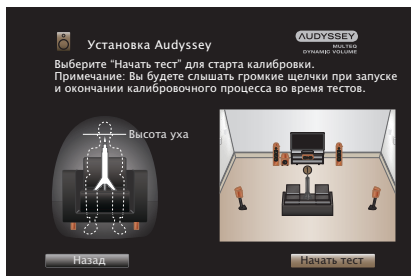 Установка Audyssey
AUDYSSEY
MULTEQ
DYNAMIC VOLUME
Выберите “Начать тест” для старта калибровки.
Примечание: Вы будете слышать громкие щелчки при запуске
и окончании калибровочного процесса во время тестов.
Высота уха
Назад
Начать тест